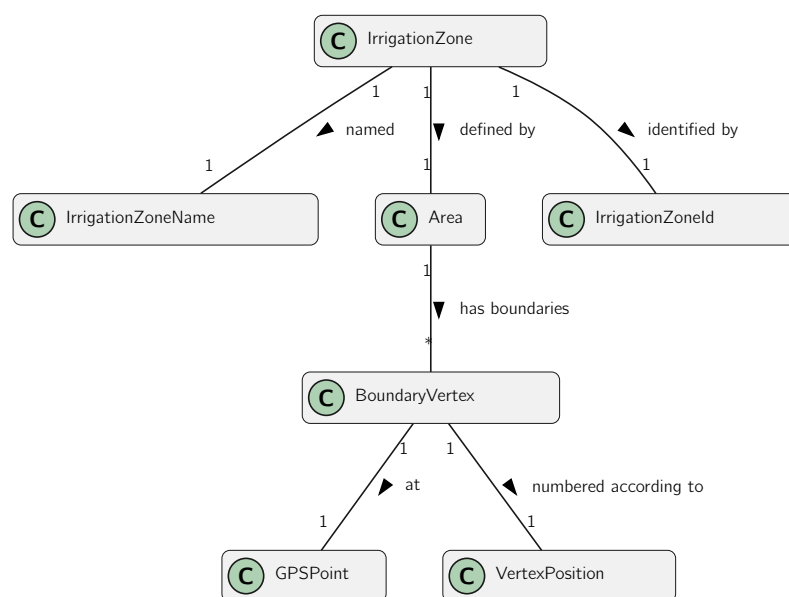 C IrrigationZone
1 1 1
named defined by identified by
1 1 1
C IrrigationZoneName C Area C IrrigationZoneId
1
has boundaries
*
C BoundaryVertex
1 1
at numbered according to
1 1
C GPSPoint C VertexPosition